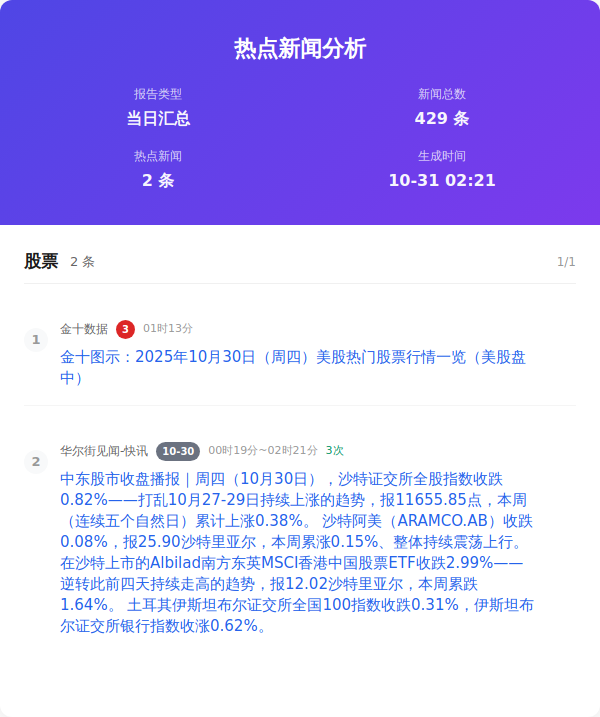 热点新闻分析
报告类型
当日汇总
新闻总数
429 条
热点新闻
2 条
生成时间
10-31 02:21
股票 2 条 1/1
1
金十数据 3 01时13分
金十图示：2025年10月30日（周四）美股热门股票行情一览（美股盘
中）
2
华尔街见闻-快讯 10-30 00时19分~02时21分 3次
中东股市收盘播报｜周四（10月30日），沙特证交所全股指数收跌
0.82%——打乱10月27-29日持续上涨的趋势，报11655.85点，本周
（连续五个自然日）累计上涨0.38%。 沙特阿美（ARAMCO.AB）收跌
0.08%，报25.90沙特里亚尔，本周累涨0.15%、整体持续震荡上行。
在沙特上市的Albilad南方东英MSCI香港中国股票ETF收跌2.99%——
逆转此前四天持续走高的趋势，报12.02沙特里亚尔，本周累跌
1.64%。 土耳其伊斯坦布尔证交所全国100指数收跌0.31%，伊斯坦布
尔证交所银行指数收涨0.62%。